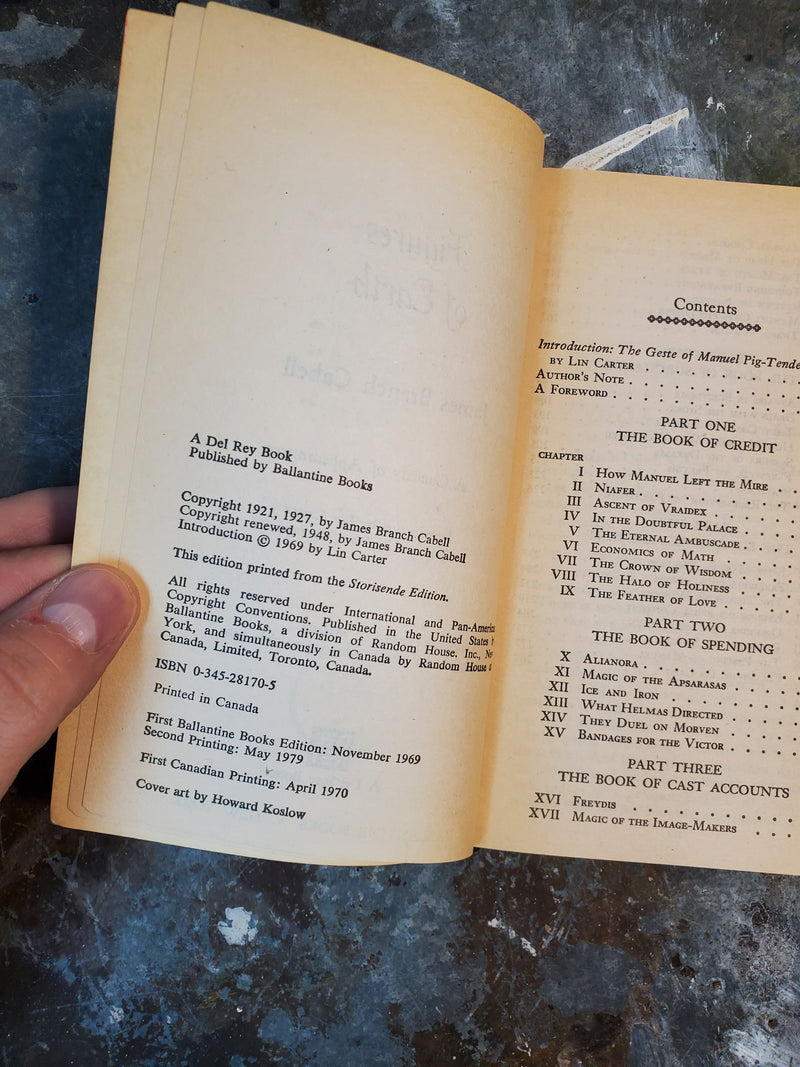 A Del Rey Book
Published by Ballantine Books
Copyright 1921, 1927, by James Branch Cabell
Copyright renewed, 1948, by James Branch Cabell
Introduction © 1969 by Lin Carter
This edition printed from the Storisende Edition.
All rights reserved under International and Pan-America
Copyright Conventions. Published in the United States
Ballantine Books, a division of Random House, Inc., Ne
York, and simultaneously in Canada by Random House
Canada, Limited, Toronto, Canada.
ISBN 0-345-28170-5
Printed in Canada
First Ballantine Books Edition: November 1969
Second Printing: May 1979
First Canadian Printing: April 1970
Cover art by Howard Koslow
Contents
Introduction: The Geste of Manuel Pig-Tende
BY LIN CARTER . . . . . . . . .
AUTHOR'S NOTE . . . . . . . . .
A FOREWORD . . . . . . . . . .
PART ONE
THE BOOK OF CREDIT
CHAPTER
I HOW MANUEL LEFT THE MIRE . .
II NIAFER . . . . . . . . . .
III ASCENT OF VRAIDEX . . . . . .
IV IN THE DOUBTFUL PALACE . . . .
V THE ETERNAL AMBUSCADE . . . .
VI ECONOMICS OF MATH . . . . .
VII THE CROWN OF WISDOM . . . .
VIII THE HALO OF HOLINESS . . . .
IX THE FEATHER OF LOVE . . . . .
PART TWO
THE BOOK OF SPENDING
X ALIANORA . . . . . . . . .
XI MAGIC OF THE APSARASAS . . . .
XII ICE AND IRON . . . . . . . .
XIII WHAT HELMAS DIRECTED . . . .
XIV THEY DUEL ON MORVEN . . . .
XV BANDAGES FOR THE VICTOR . . . .
PART THREE
THE BOOK OF CAST ACCOUNTS
XVI FREYDIS . . . . . . . . . .
XVII MAGIC OF THE IMAGE-MAKERS . . .